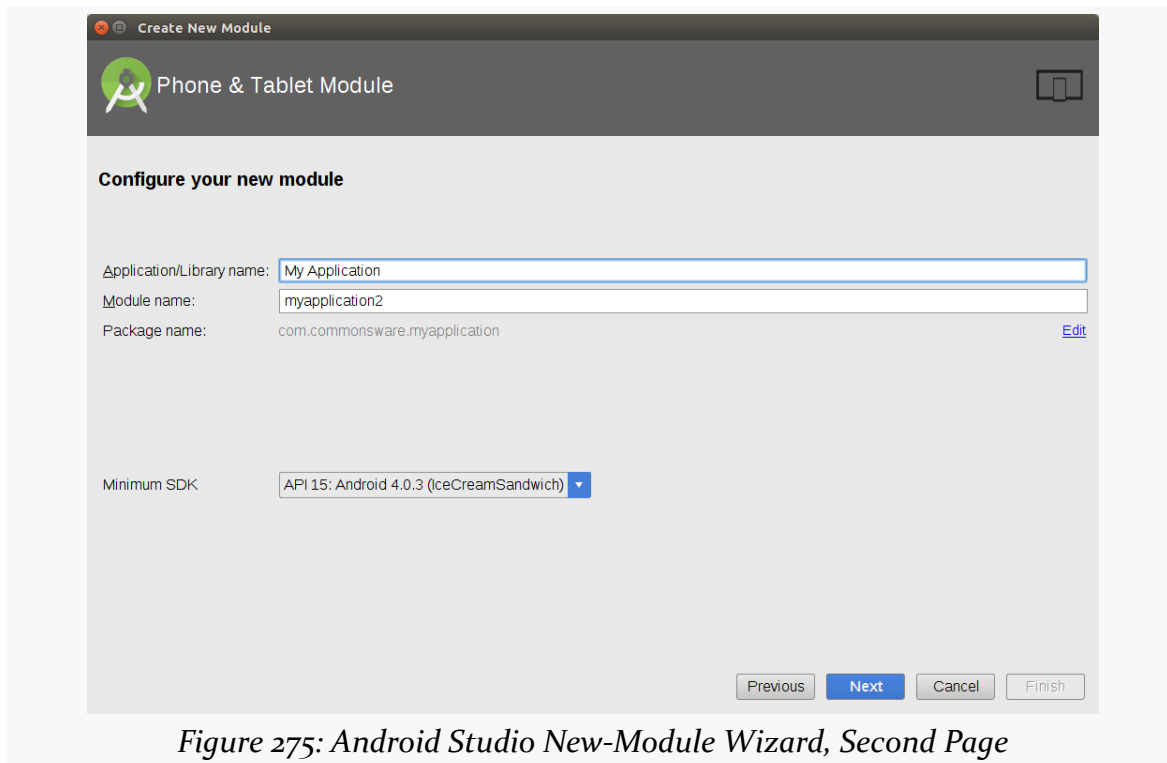 Create New Module
Phone & Tablet Module
Configure your new module
Application/Library name: My Application
Module name: myapplication2
Package name: com.commonsware.myapplication Edit
Minimum SDK API 15: Android 4.0.3 (IceCreamSandwich)
Previous Next Cancel Finish
Figure 275: Android Studio New-Module Wizard, Second Page